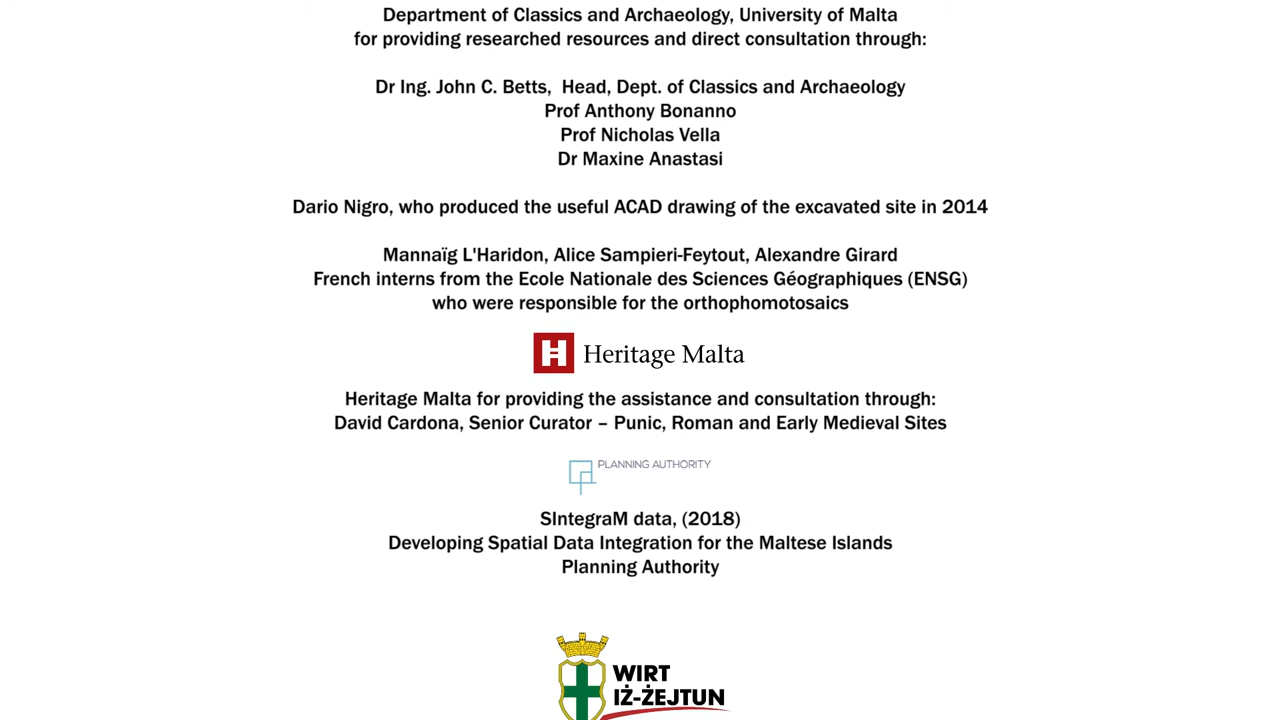 Department of Classics and Archaeology, University of Malta
for providing researched resources and direct consultation through:
Dr Ing. John C. Betts, Head, Dept. of Classics and Archaeology
Prof Anthony Bonanno
Prof Nicholas Vella
Dr Maxine Anastasi
Dario Nigro, who produced the useful ACAD drawing of the excavated site in 2014
Mannaïg L'Haridon, Alice Sampieri-Feytout, Alexandre Girard
French interns from the Ecole Nationale des Sciences Géographiques (ENSG)
who were responsible for the orthophomotosaics
H Heritage Malta
Heritage Malta for providing the assistance and consultation through:
David Cardona, Senior Curator – Punic, Roman and Early Medieval Sites
PLANNING AUTHORITY
SIntegraM data, (2018)
Developing Spatial Data Integration for the Maltese Islands
Planning Authority
WIRT
IŻ-ŻEJTUN